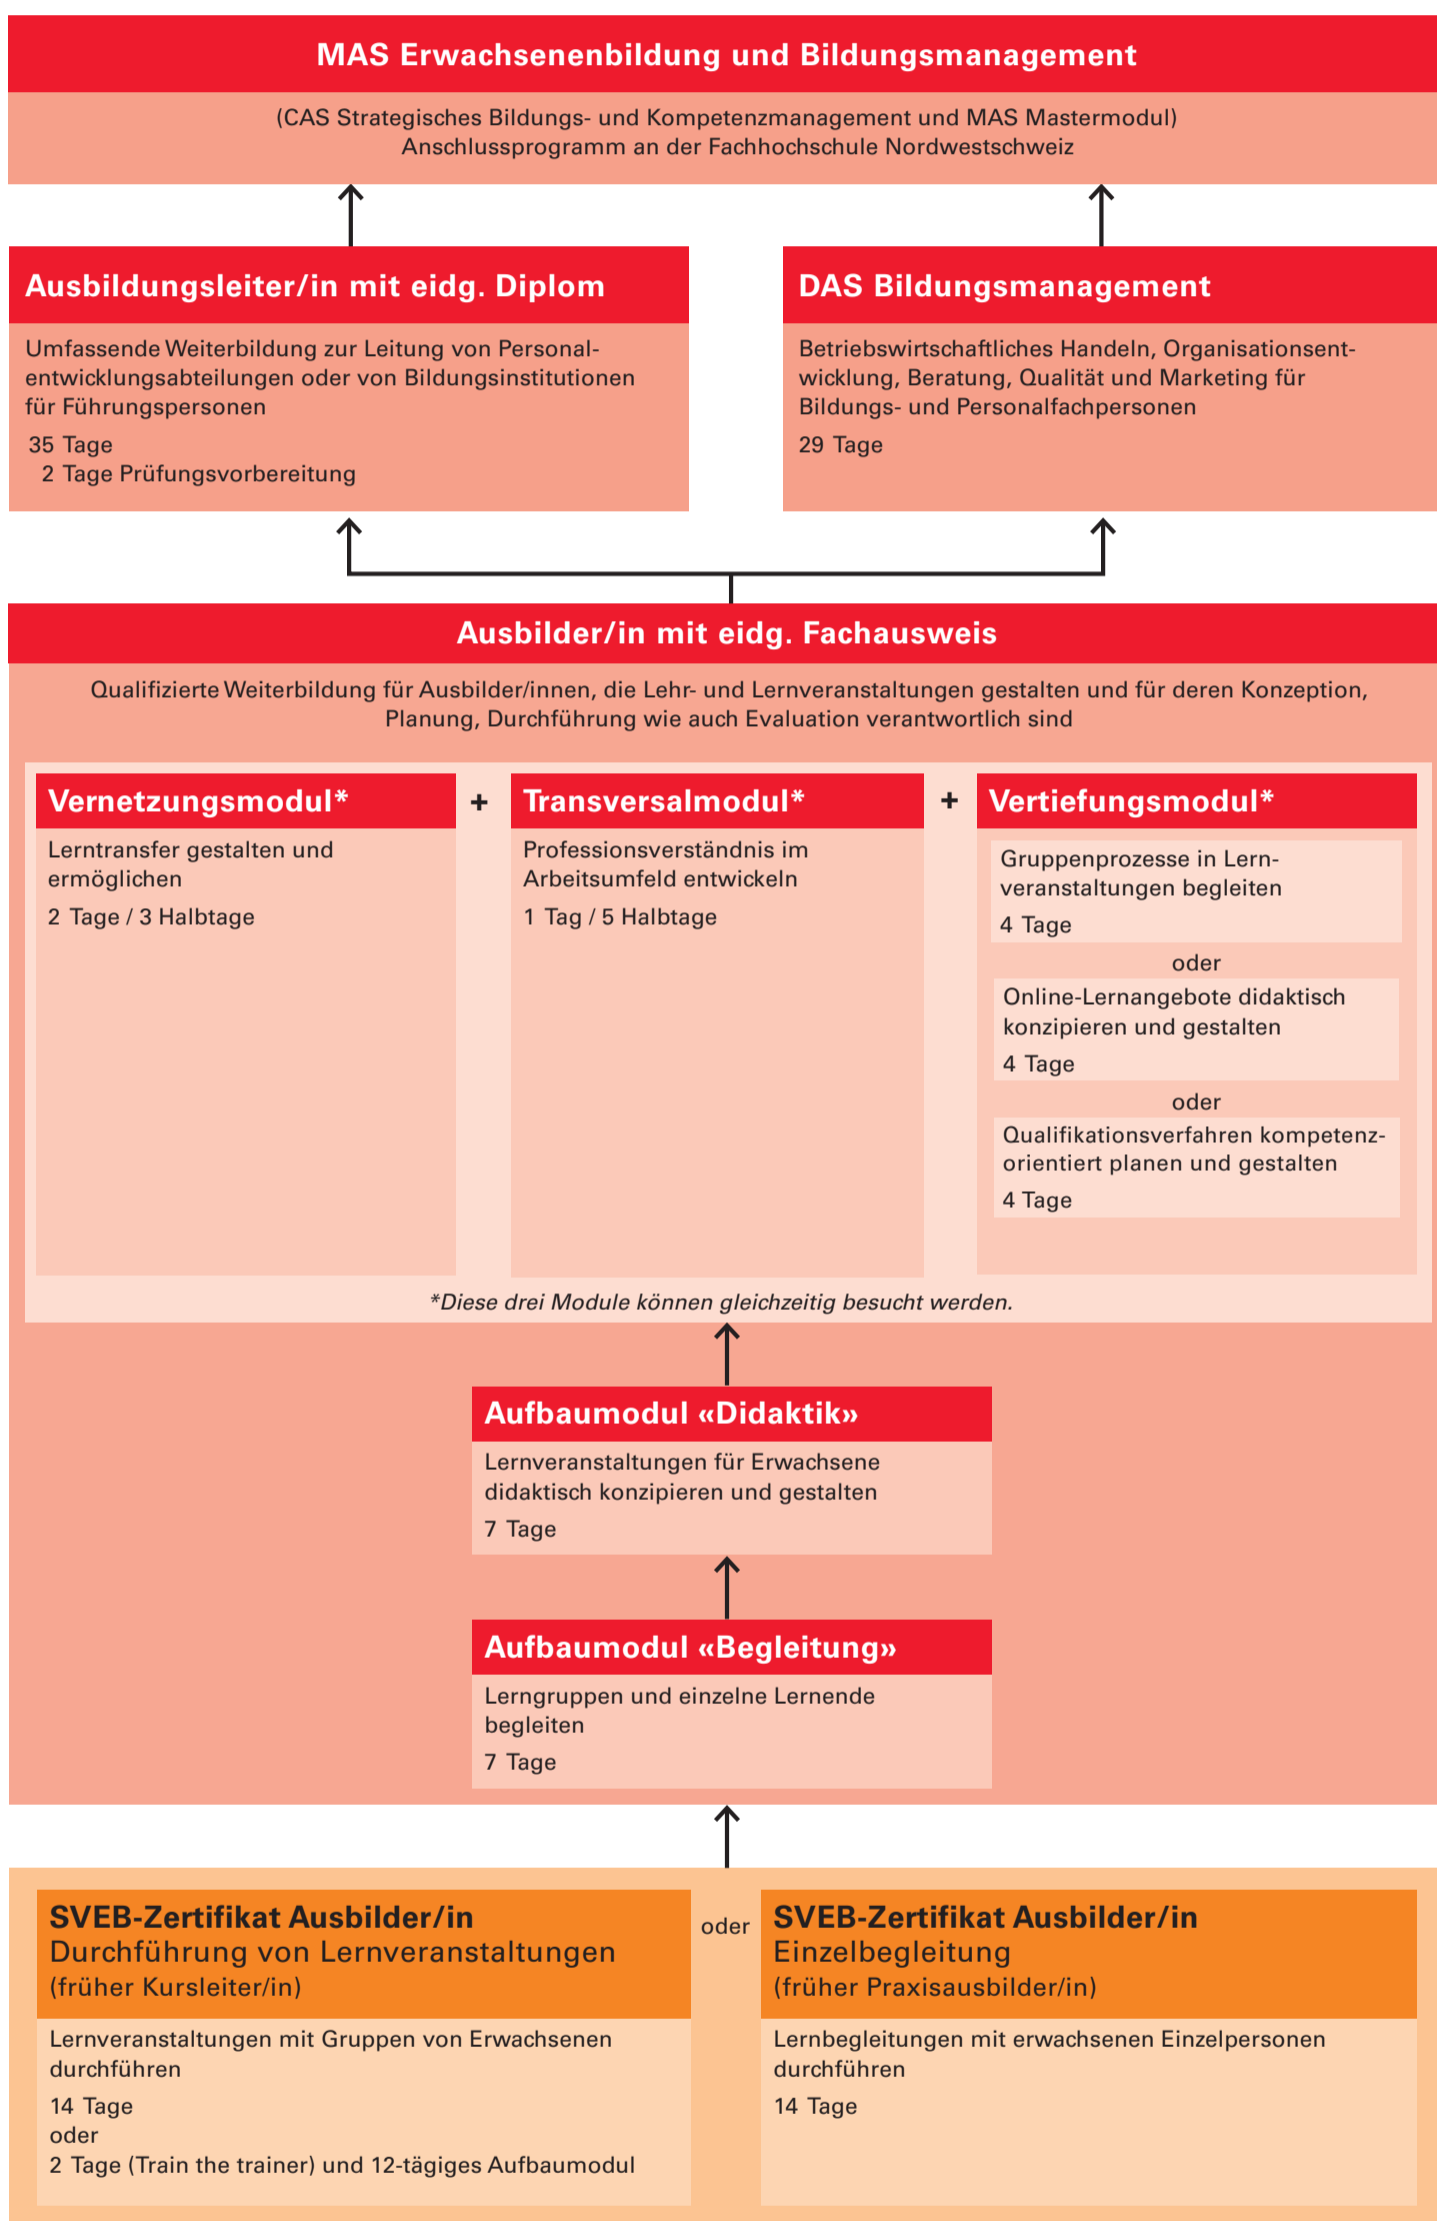 MAS Erwachsenenbildung und Bildungsmanagement
(CAS Strategisches Bildungs- und Kompetenzmanagement und MAS Mastermodul)
Anschlussprogramm an der Fachhochschule Nordwestschweiz
Ausbildungsleiter/in mit eidg. Diplom
Umfassende Weiterbildung zur Leitung von Personal-
entwicklungsabteilungen oder von Bildungsinstitutionen
für Führungspersonen
35 Tage
2 Tage Prüfungsvorbereitung
DAS Bildungsmanagement
Betriebswirtschaftliches Handeln, Organisationsent-
wicklung, Beratung, Qualität und Marketing für
Bildungs- und Personalfachpersonen
29 Tage
Ausbilder/in mit eidg. Fachausweis
Qualifizierte Weiterbildung für Ausbilder/innen, die Lehr- und Lernveranstaltungen gestalten und für deren Konzeption,
Planung, Durchführung wie auch Evaluation verantwortlich sind
Vernetzungsmodul*
Lerntransfer gestalten und
ermöglichen
2 Tage / 3 Halbtage
+
Transversalmodul*
Professionsverständnis im
Arbeitsumfeld entwickeln
1 Tag / 5 Halbtage
+
Vertiefungsmodul*
Gruppenprozesse in Lern-
veranstaltungen begleiten
4 Tage
oder
Online-Lernangebote didaktisch
konzipieren und gestalten
4 Tage
oder
Qualifikationsverfahren kompetenz-
orientiert planen und gestalten
4 Tage
*Diese drei Module können gleichzeitig besucht werden.
Aufbaumodul «Didaktik»
Lernveranstaltungen für Erwachsene
didaktisch konzipieren und gestalten
7 Tage
Aufbaumodul «Begleitung»
Lerngruppen und einzelne Lernende
begleiten
7 Tage
SVEB-Zertifikat Ausbilder/in
Durchführung von Lernveranstaltungen
(früher Kursleiter/in)
Lernveranstaltungen mit Gruppen von Erwachsenen
durchführen
14 Tage
oder
2 Tage (Train the trainer) und 12-tägiges Aufbaumodul
oder
SVEB-Zertifikat Ausbilder/in
Einzelbegleitung
(früher Praxisausbilder/in)
Lernbegleitungen mit erwachsenen Einzelpersonen
durchführen
14 Tage